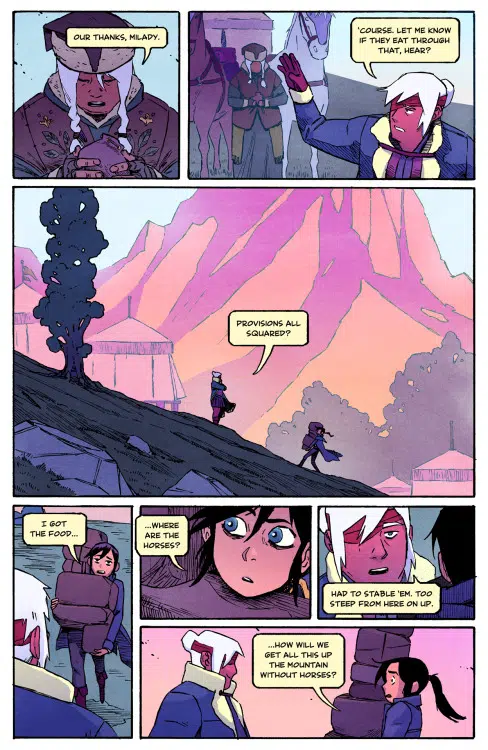 OUR THANKS, MILADY.
'COURSE. LET ME KNOW
IF THEY EAT THROUGH
THAT, HEAR?
PROVISIONS ALL
SQUARED?
I GOT
THE FOOD...
...WHERE
ARE THE
HORSES?
HAD TO STABLE 'EM. TOO
STEEP FROM HERE ON UP.
...HOW WILL WE
GET ALL THIS UP
THE MOUNTAIN
WITHOUT HORSES?